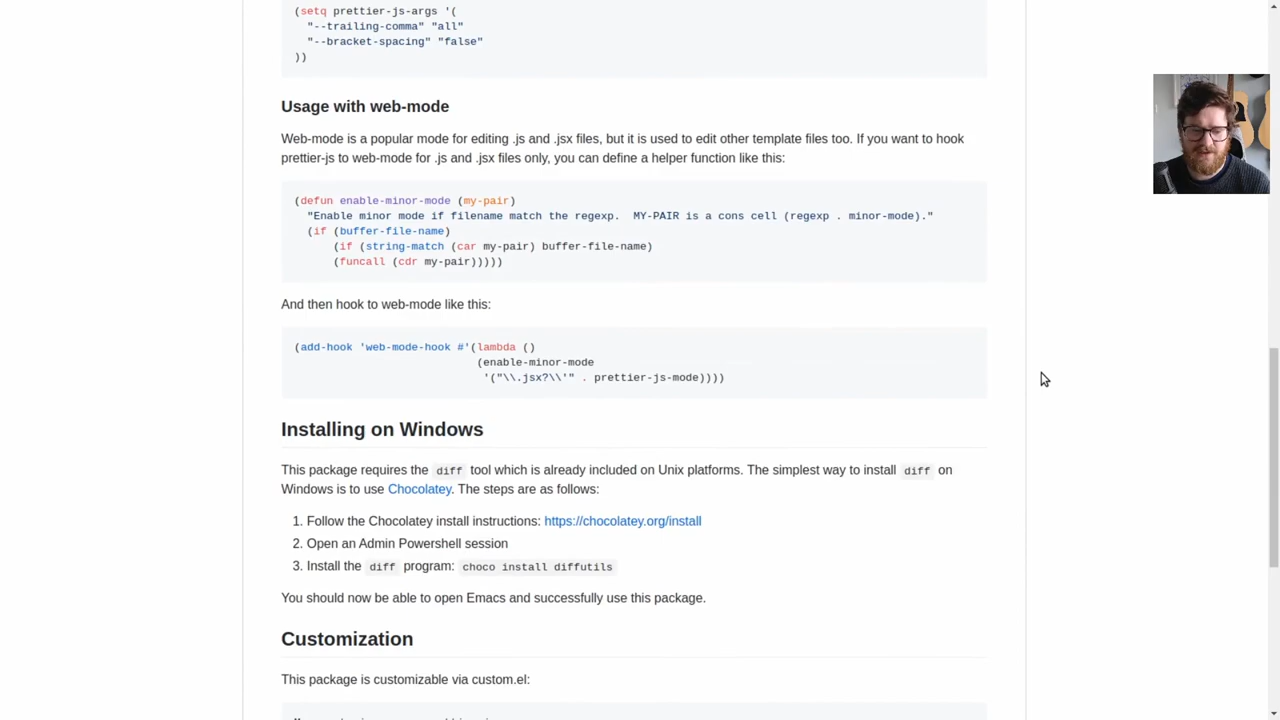 (setq prettier-js-args '(
"--trailing-comma" "all"
"--bracket-spacing" "false"
))
Usage with web-mode
Web-mode is a popular mode for editing .js and .jsx files, but it is used to edit other template files too. If you want to hook
prettier-js to web-mode for .js and .jsx files only, you can define a helper function like this:
(defun enable-minor-mode (my-pair)
"Enable minor mode if filename match the regexp.  MY-PAIR is a cons cell (regexp . minor-mode)."
(if (buffer-file-name)
(if (string-match (car my-pair) buffer-file-name)
(funcall (cdr my-pair)))))
And then hook to web-mode like this:
(add-hook 'web-mode-hook #'(lambda ()
(enable-minor-mode
'("\\.jsx?\\'" . prettier-js-mode))))
Installing on Windows
This package requires the diff tool which is already included on Unix platforms. The simplest way to install diff on
Windows is to use Chocolatey. The steps are as follows:
1. Follow the Chocolatey install instructions: https://chocolatey.org/install
2. Open an Admin Powershell session
3. Install the diff program: choco install diffutils
You should now be able to open Emacs and successfully use this package.
Customization
This package is customizable via custom.el: